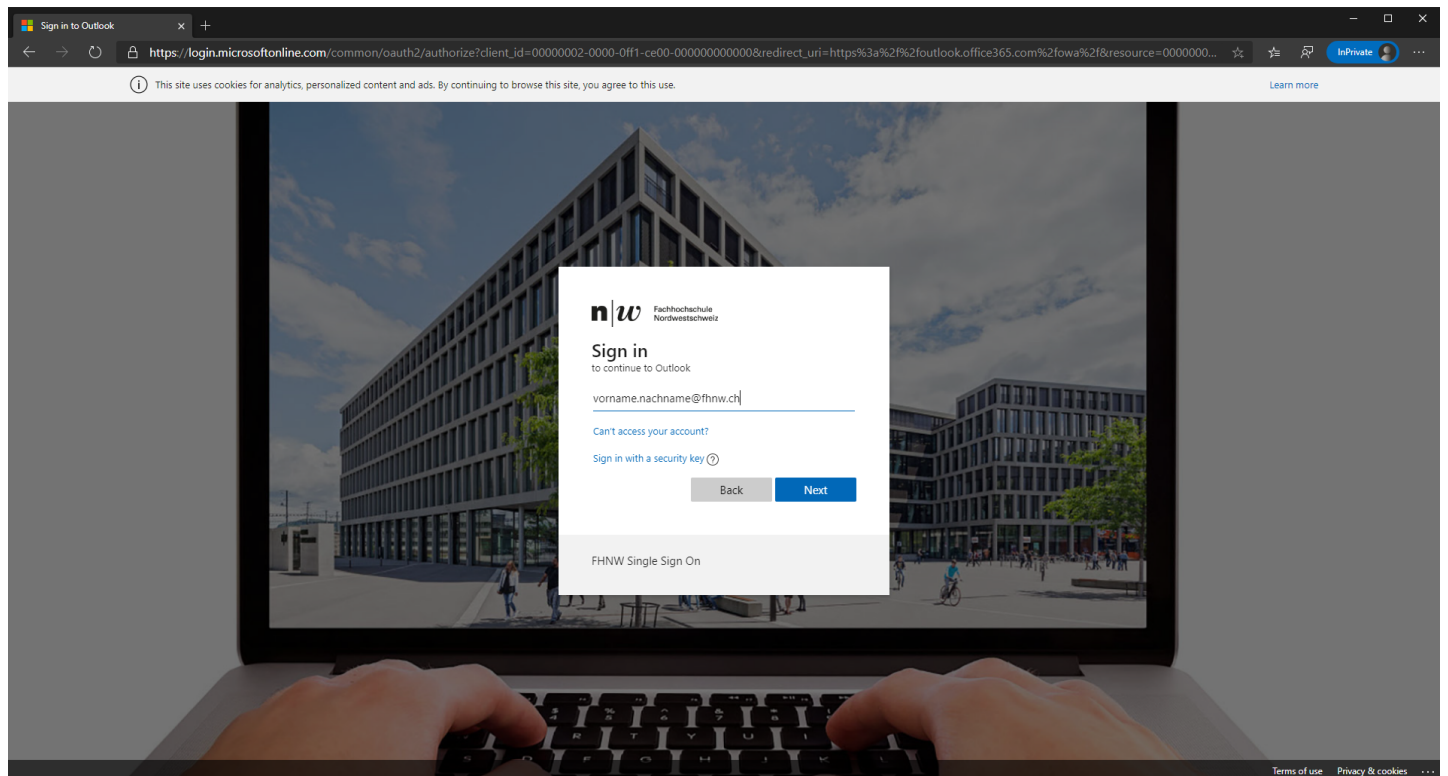 Sign in to Outlook
InPrivate
https://login.microsoftonline.com/common/oauth2/authorize?client_id=00000002-0000-0ff1-ce00-000000000000&redirect_uri=https%3a%2f%2foutlook.office365.com%2fowa%2f&resource=0000000...
This site uses cookies for analytics, personalized content and ads. By continuing to browse this site, you agree to this use.
Learn more
n|w Fachhochschule
Nordwestschweiz
Sign in
to continue to Outlook
vorname.nachname@fhnw.ch
Can't access your account?
Sign in with a security key
Back Next
FHNW Single Sign On
Terms of use Privacy & cookies ...